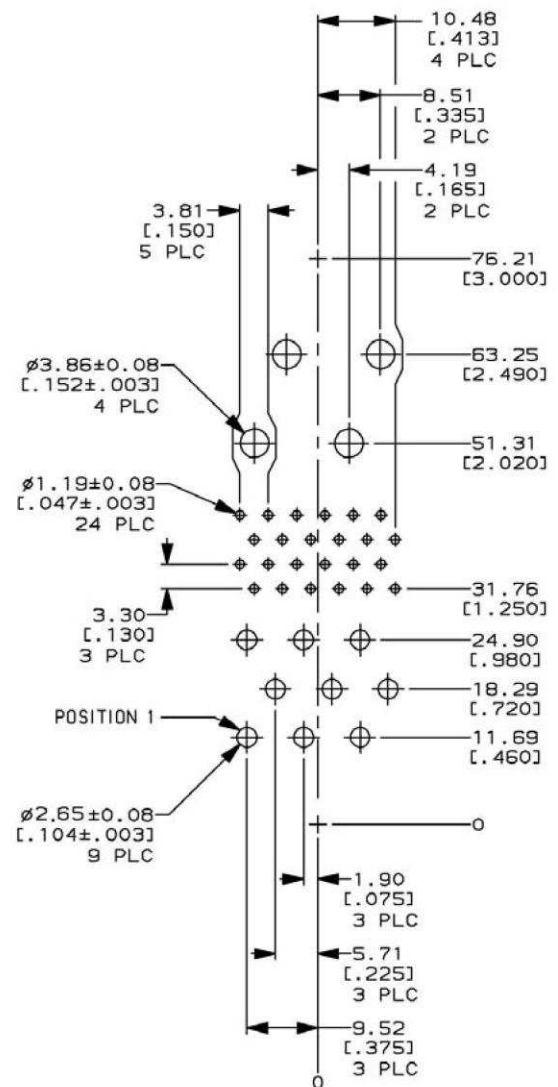 10.48
[.413]
4 PLC
8.51
[.335]
2 PLC
4.19
[.165]
2 PLC
3.81
[.150]
5 PLC
76.21
[3.000]
63.25
[2.490]
ø3.86±0.08
[.152±.003]
4 PLC
51.31
[2.020]
ø1.19±0.08
[.047±.003]
24 PLC
31.76
[1.250]
3.30
[.130]
3 PLC
24.90
[.980]
18.29
[.720]
POSITION 1
11.69
[.460]
ø2.65±0.08
[.104±.003]
9 PLC
0
1.90
[.075]
3 PLC
5.71
[.225]
3 PLC
9.52
[.375]
3 PLC
0